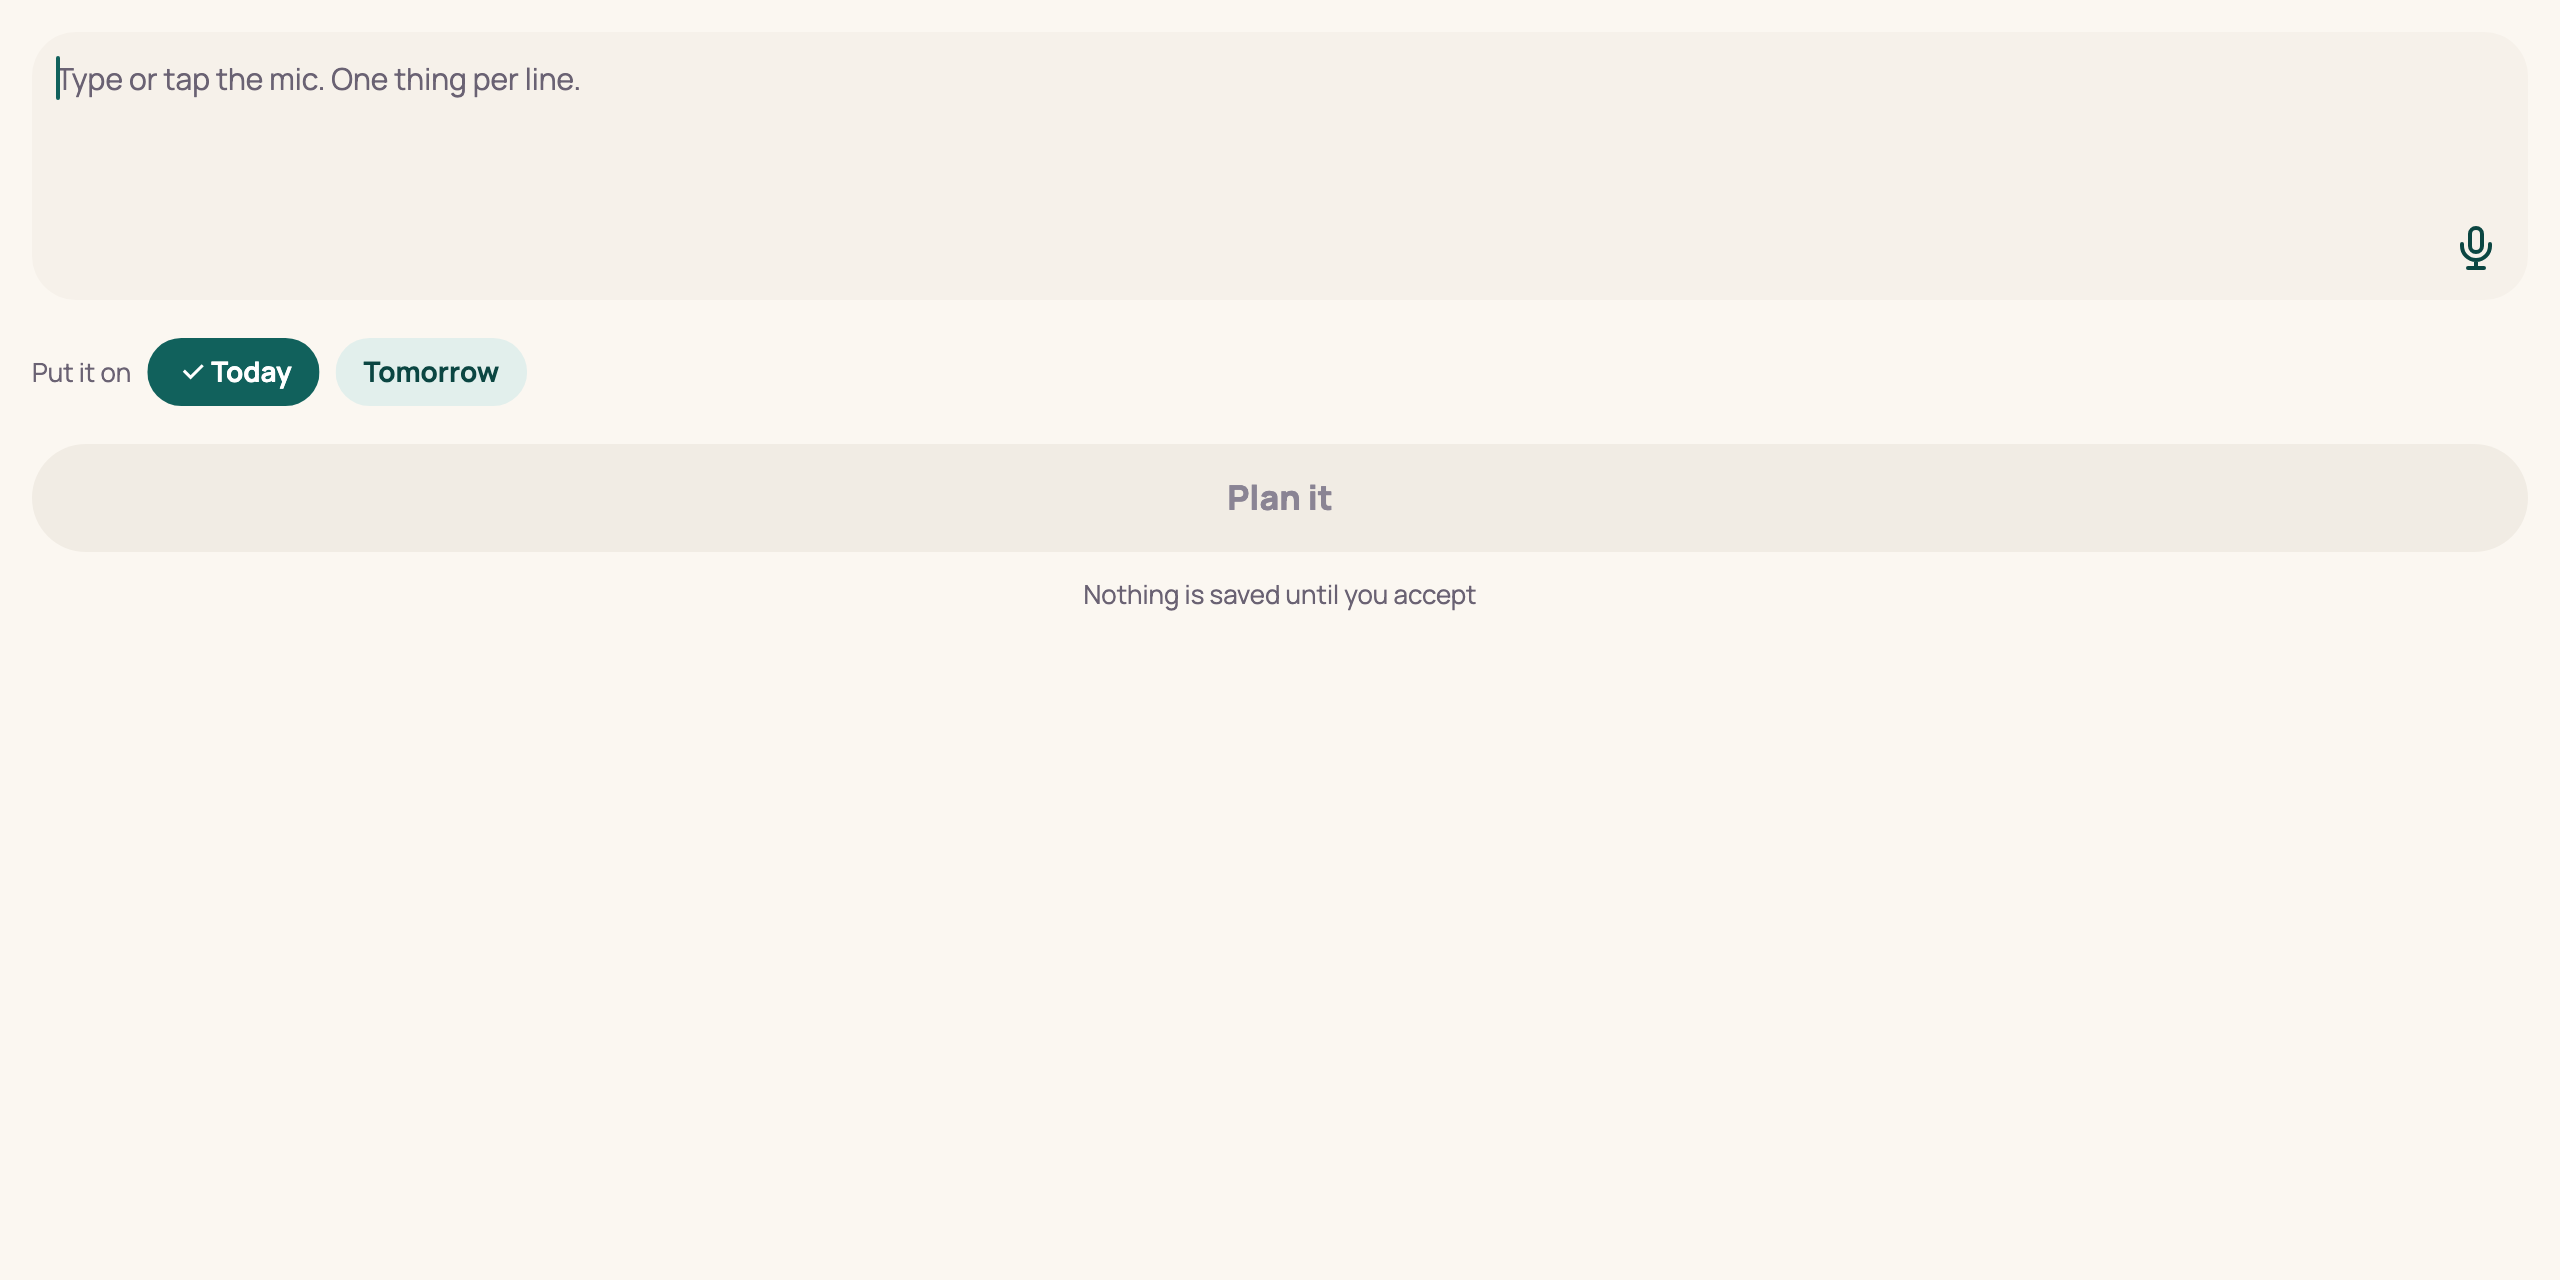 Type or tap the mic. One thing per line.
Put it on Today Tomorrow
Plan it
Nothing is saved until you accept